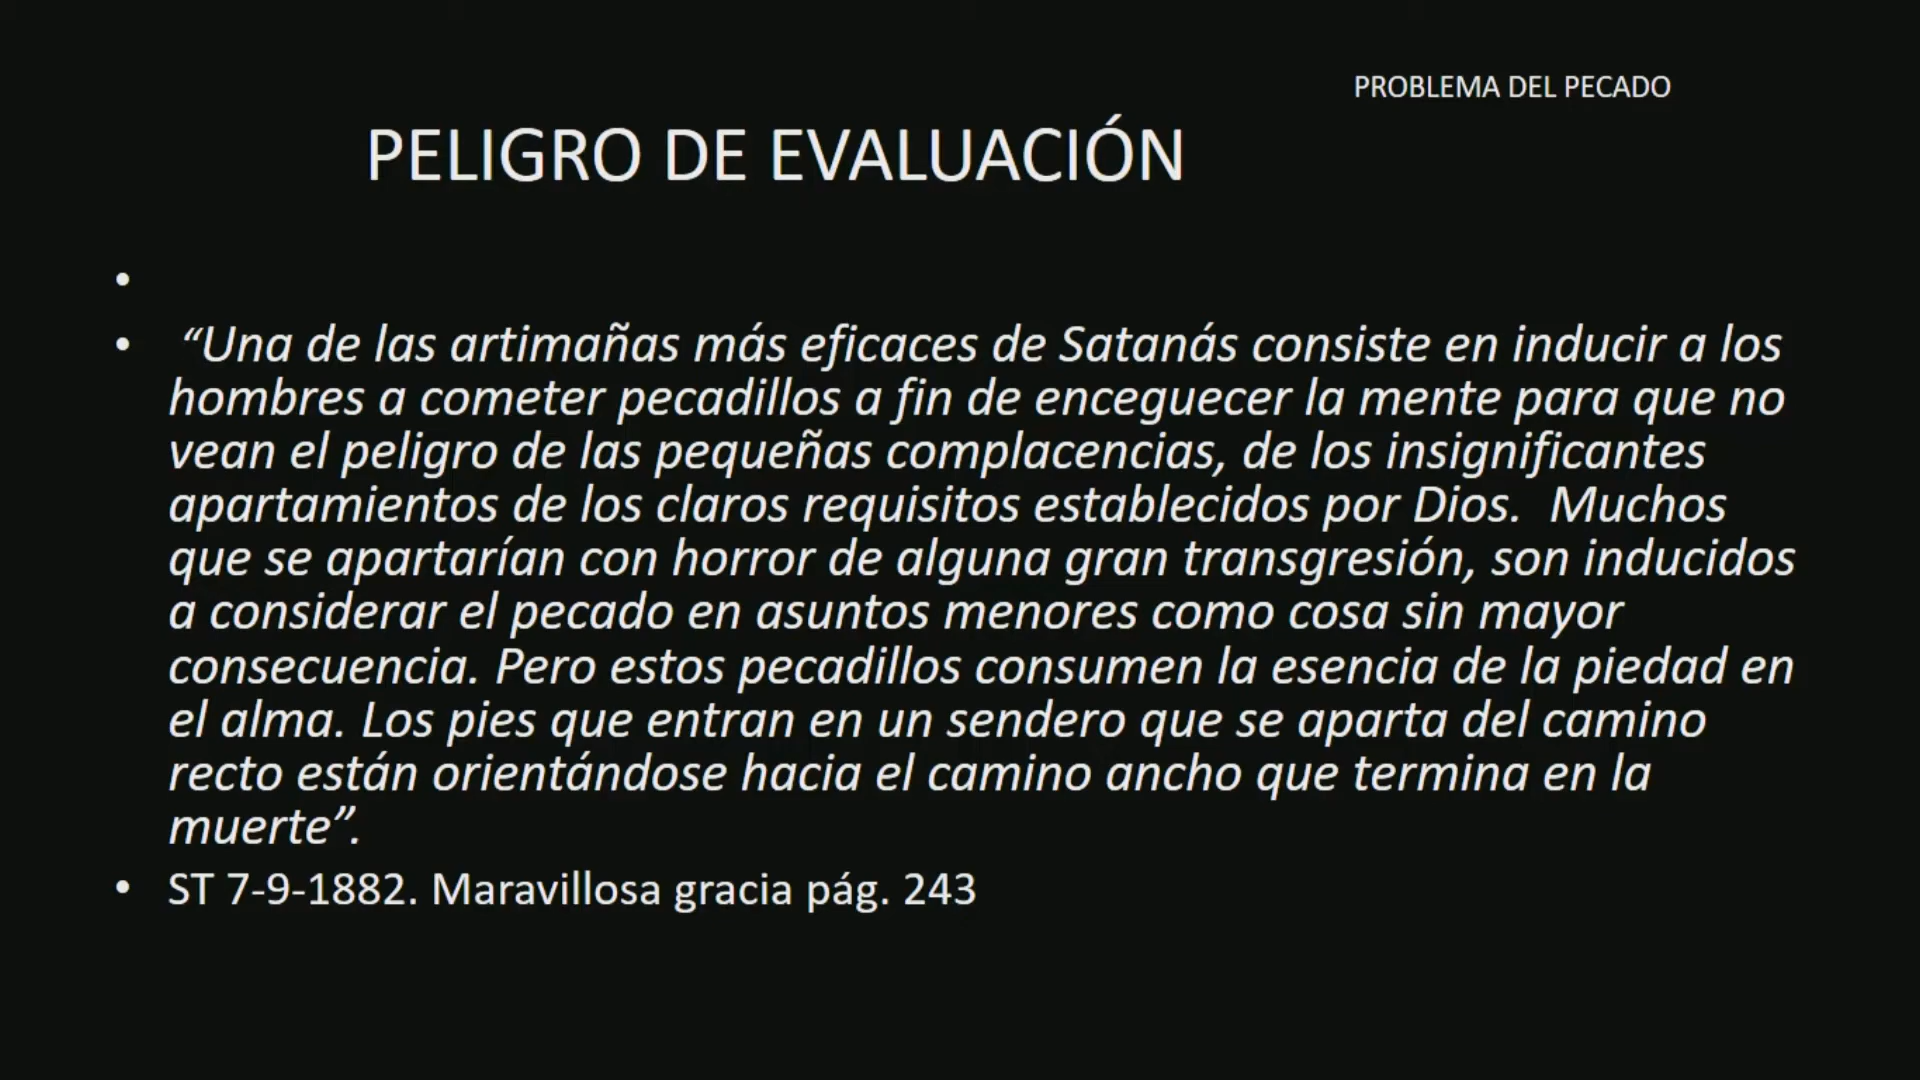 PROBLEMA DEL PECADO
PELIGRO DE EVALUACIÓN
•
• “Una de las artimañas más eficaces de Satanás consiste en inducir a los
hombres a cometer pecadillos a fin de enceguecer la mente para que no
vean el peligro de las pequeñas complacencias, de los insignificantes
apartamientos de los claros requisitos establecidos por Dios.  Muchos
que se apartarían con horror de alguna gran transgresión, son inducidos
a considerar el pecado en asuntos menores como cosa sin mayor
consecuencia. Pero estos pecadillos consumen la esencia de la piedad en
el alma. Los pies que entran en un sendero que se aparta del camino
recto están orientándose hacia el camino ancho que termina en la
muerte”.
• ST 7-9-1882. Maravillosa gracia pág. 243